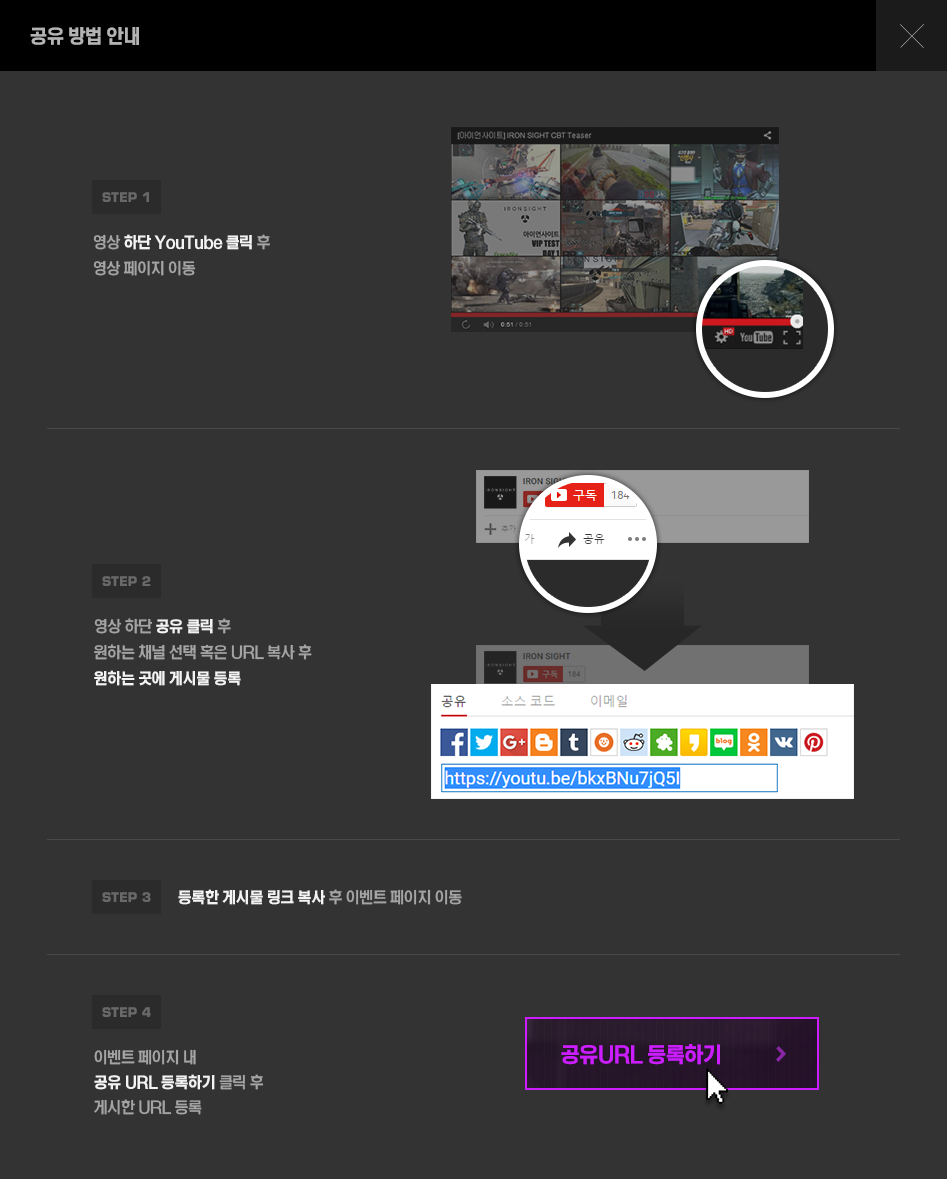 공유 방법 안내
[아이언사이트] IRON SIGHT CBT Teaser
STEP 1
영상 하단 YouTube 클릭 후
영상 페이지 이동
IRONSIGHT
아이언사이트
VIP TEST
DAY 1
0:51 / 0:51
HD
YouTube
IRONSIGHT
IRON SIGHT
구독 184
추가
가 공유
STEP 2
영상 하단 공유 클릭 후
원하는 채널 선택 혹은 URL 복사 후
원하는 곳에 게시물 등록
IRONSIGHT
IRON SIGHT
구독 184
공유 소스 코드 이메일
blog
https://youtu.be/bkxBNu7jQ5I
STEP 3 등록한 게시물 링크 복사 후 이벤트 페이지 이동
STEP 4
이벤트 페이지 내
공유 URL 등록하기 클릭 후
게시한 URL 등록
공유URL 등록하기